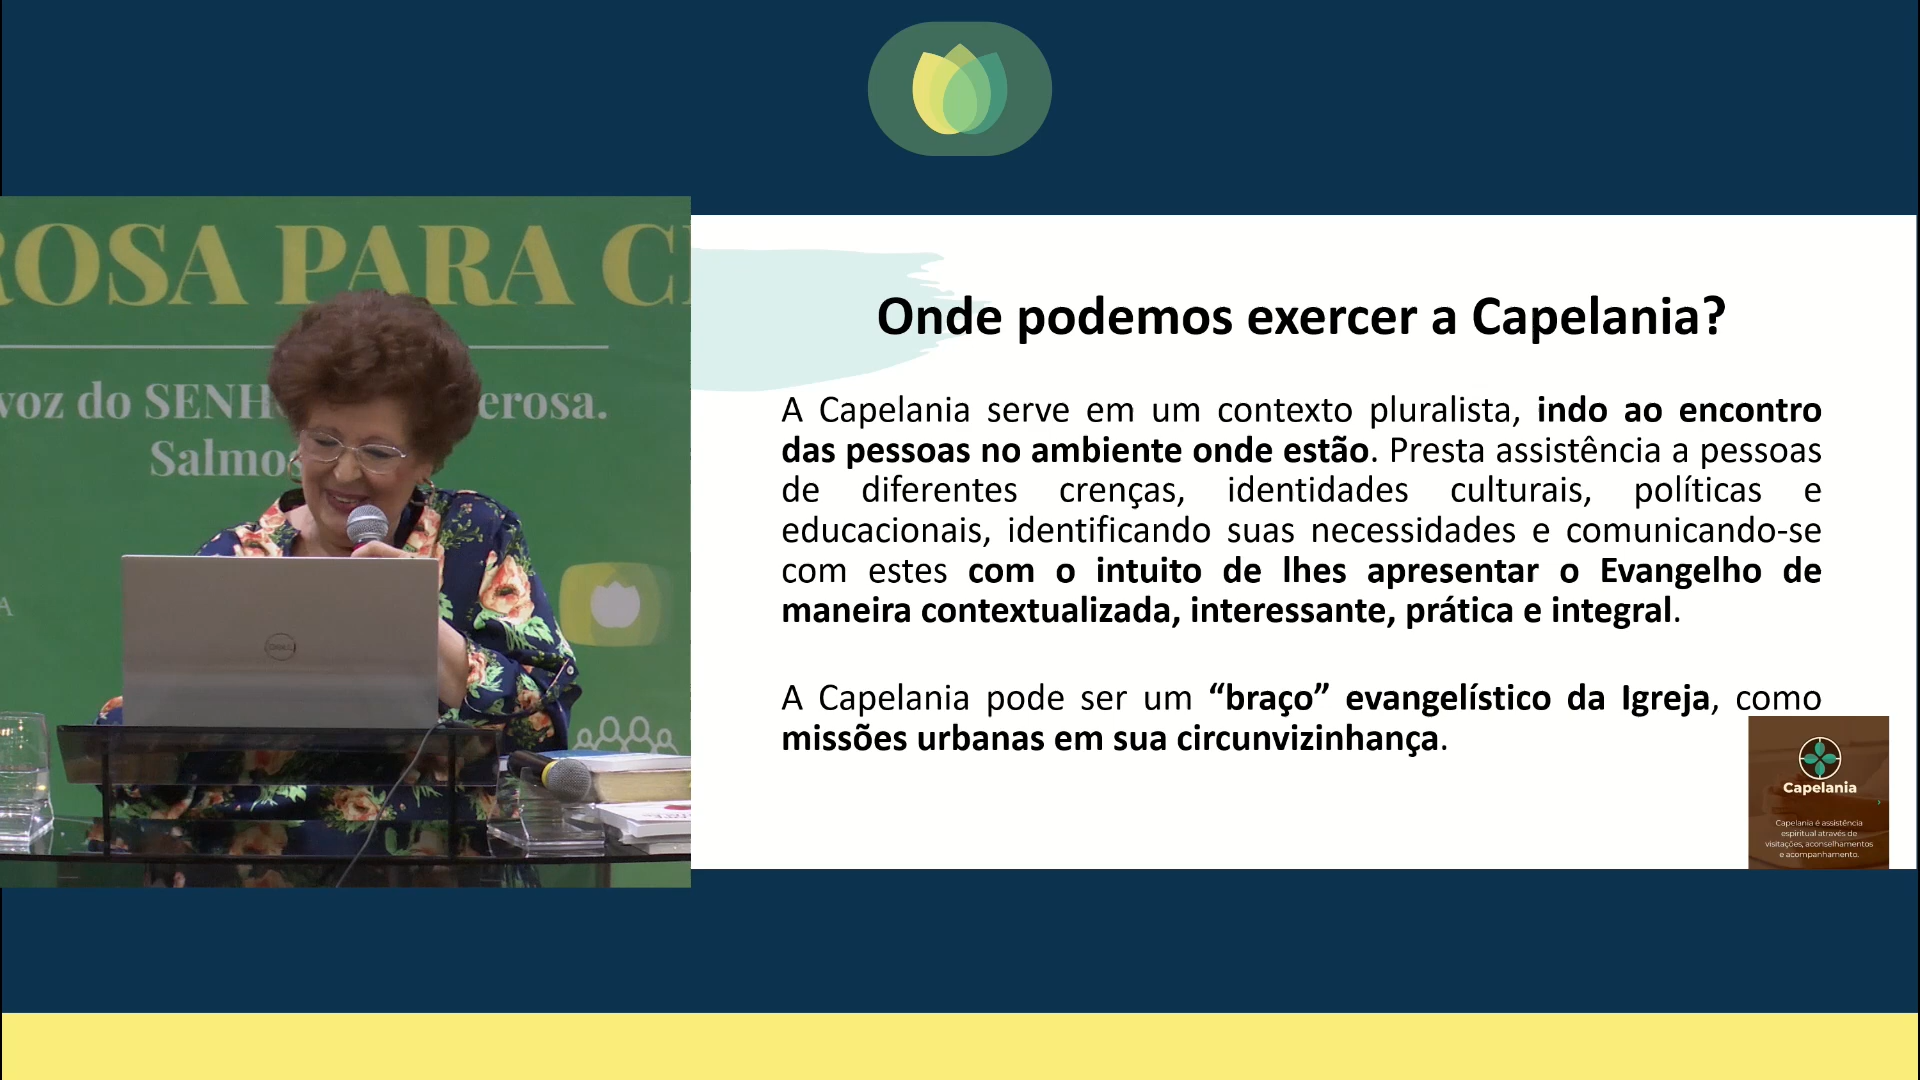 ROSA PARA C
voz do SENH erosa.
Salmos
A
DELL
Onde podemos exercer a Capelania?
A Capelania serve em um contexto pluralista, indo ao encontro
das pessoas no ambiente onde estão. Presta assistência a pessoas
de diferentes crenças, identidades culturais, políticas e
educacionais, identificando suas necessidades e comunicando-se
com estes com o intuito de lhes apresentar o Evangelho de
maneira contextualizada, interessante, prática e integral.
A Capelania pode ser um “braço” evangelístico da Igreja, como
missões urbanas em sua circunvizinhança.
Capelania
Capelania é assistência
espiritual através de
visitações, aconselhamentos
e acompanhamento.